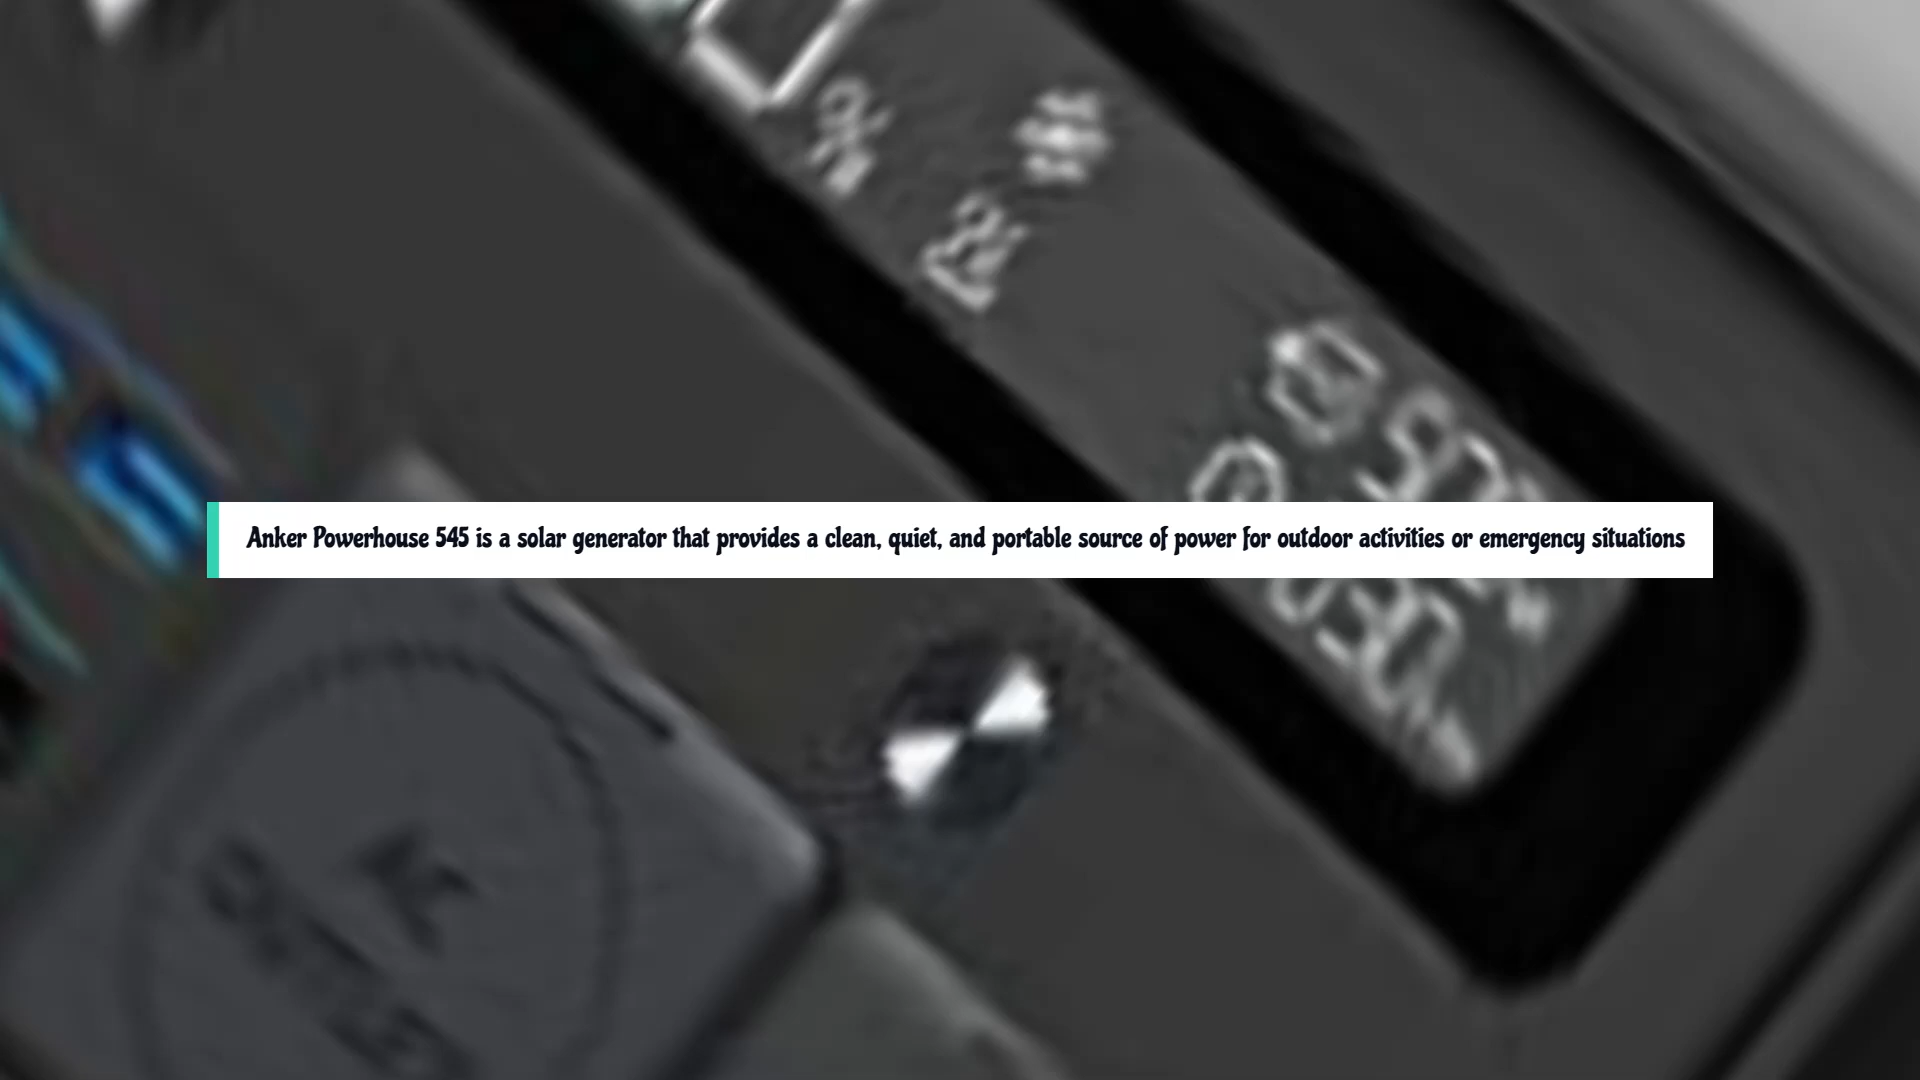 Anker Powerhouse 545 is a solar generator that provides a clean, quiet, and portable source of power for outdoor activities or emergency situations